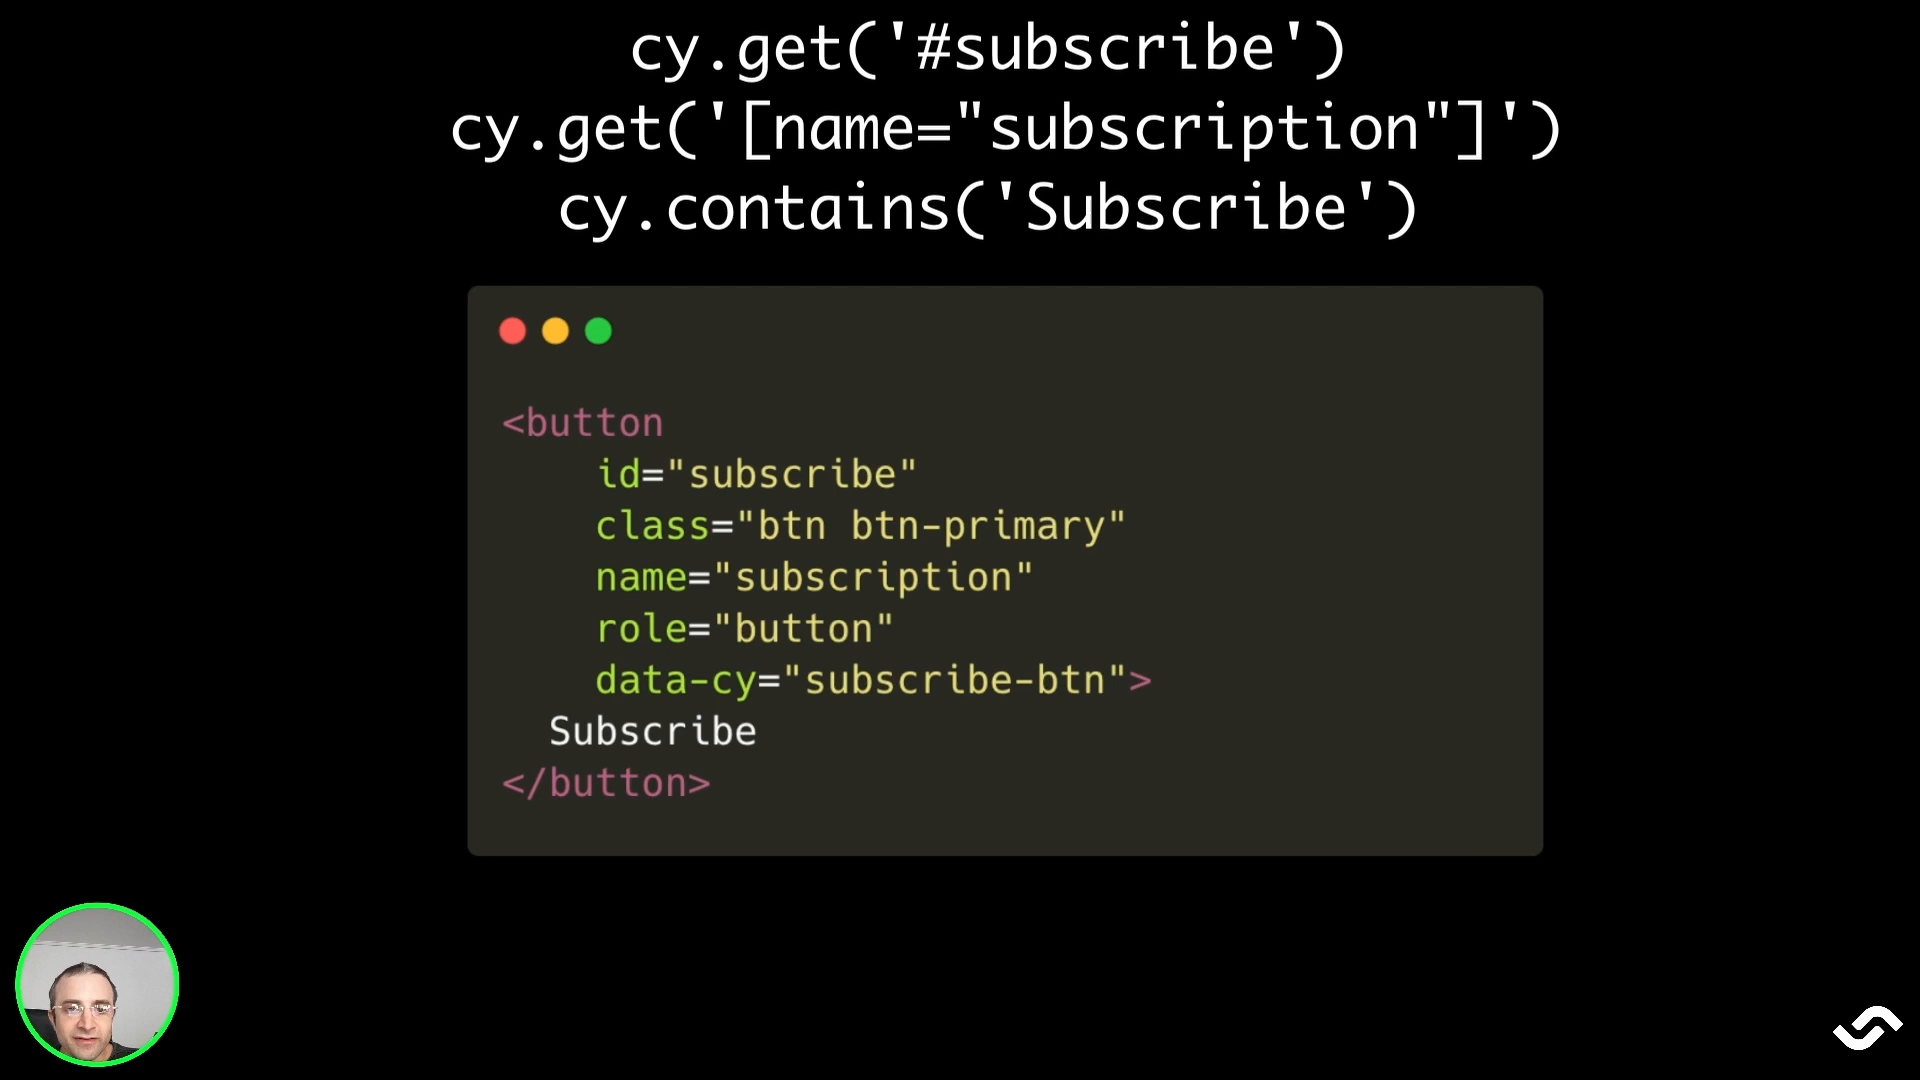 cy.get('#subscribe')
cy.get('[name="subscription"]')
cy.contains('Subscribe')
<button
id="subscribe"
class="btn btn-primary"
name="subscription"
role="button"
data-cy="subscribe-btn">
Subscribe
</button>